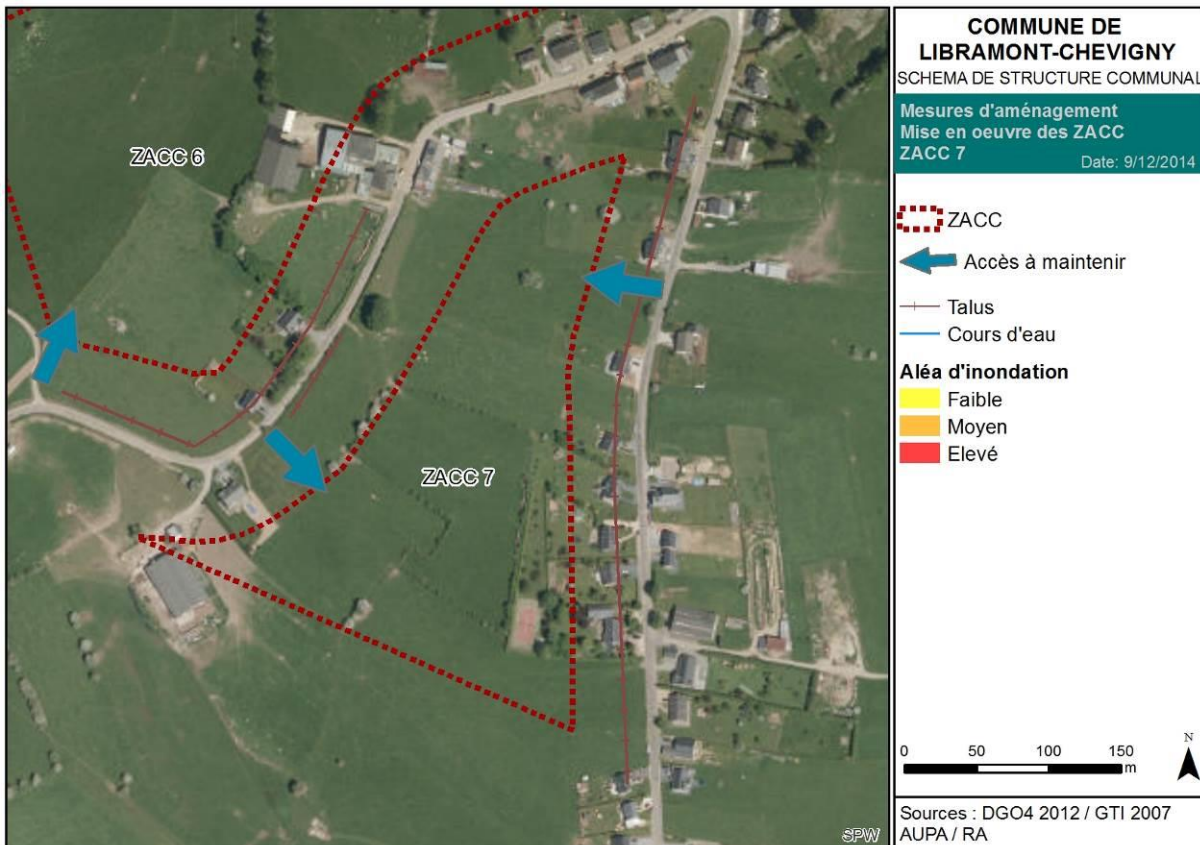 ZACC 6
ZACC 7
SPW
COMMUNE DE
LIBRAMONT-CHEVIGNY
SCHEMA DE STRUCTURE COMMUNAL
Mesures d'aménagement
Mise en oeuvre des ZACC
ZACC 7
Date: 9/12/2014
ZACC
Accès à maintenir
Talus
Cours d'eau
Aléa d'inondation
Faible
Moyen
Elevé
0 50 100 150
m
N
Sources : DGO4 2012 / GTI 2007
AUPA / RA